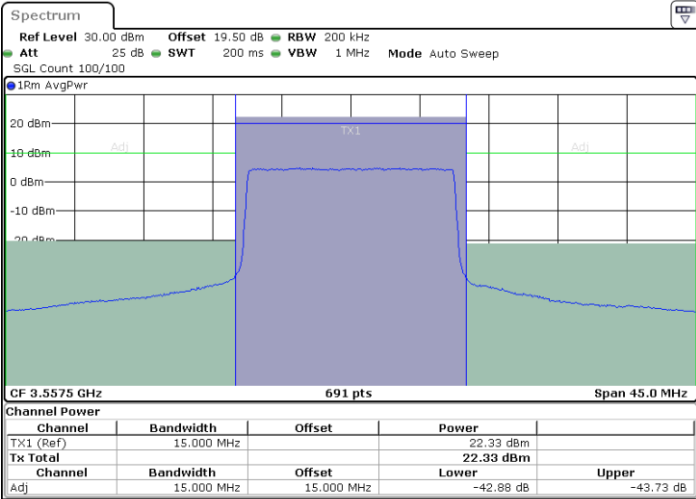 Spectrum
Ref Level 30.00 dBm Offset 19.50 dB RBW 200 kHz
Att 25 dB SWT 200 ms VBW 1 MHz Mode Auto Sweep
SGL Count 100/100
1Rm AvgPwr
20 dBm
TX1
Adj
Adj
10 dBm
0 dBm
-10 dBm
-20 dBm
CF 3.5575 GHz 691 pts Span 45.0 MHz
Channel Power
Channel Bandwidth Offset Power
TX1 (Ref) 15.000 MHz 22.33 dBm
Tx Total 22.33 dBm
Channel Bandwidth Offset Lower Upper
Adj 15.000 MHz 15.000 MHz -42.88 dB -43.73 dB